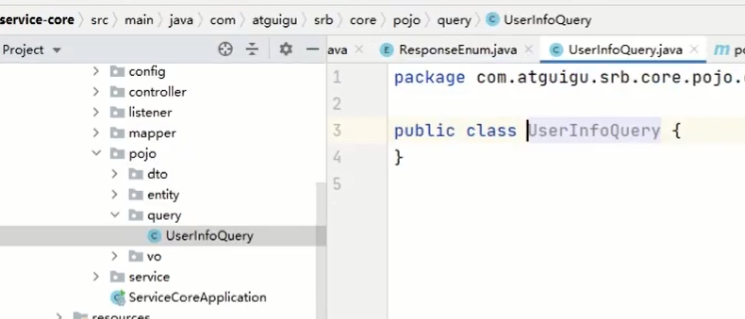 service-core > src > main > java > com > atguigu > srb > core > pojo > query > UserInfoQuery
Project
ava ResponseEnum.java UserInfoQuery.java
config
controller
listener
mapper
pojo
dto
entity
query
UserInfoQuery
vo
service
ServiceCoreApplication
resources
1 package com.atguigu.srb.core.pojo.
2
3 public class UserInfoQuery {
4 }
5